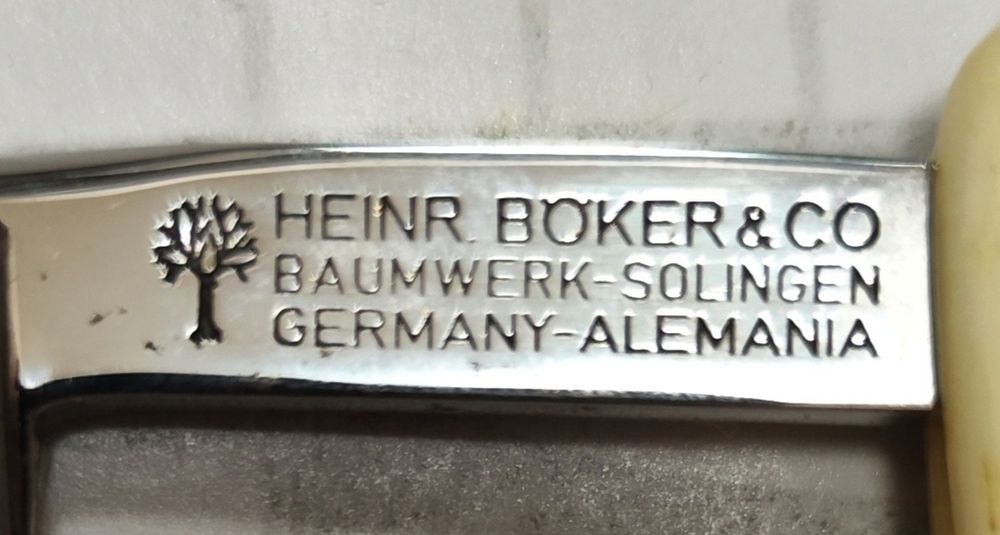 HEINR. BÖKER & CO
BAUMWERK-SOLINGEN
GERMANY-ALEMANIA